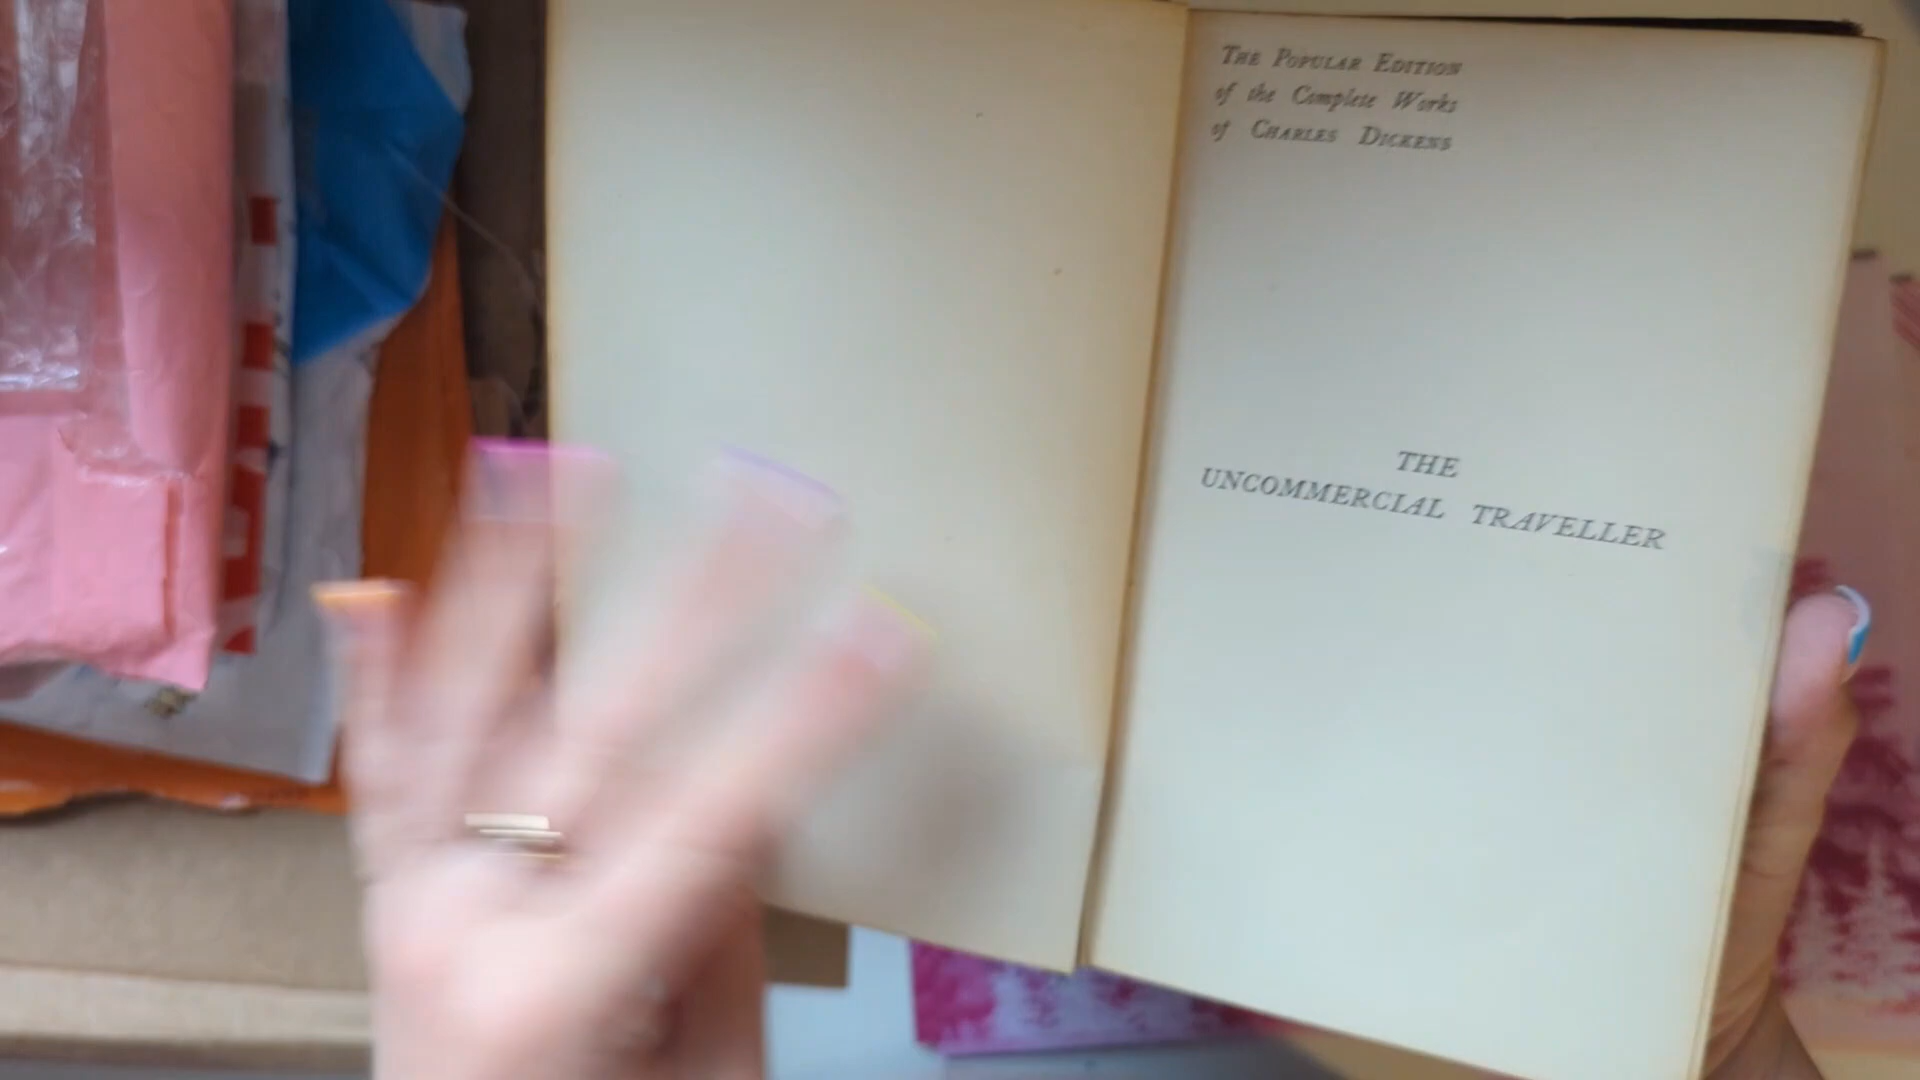 THE POPULAR EDITION
of the Complete Works
of CHARLES DICKENS
THE
UNCOMMERCIAL TRAVELLER